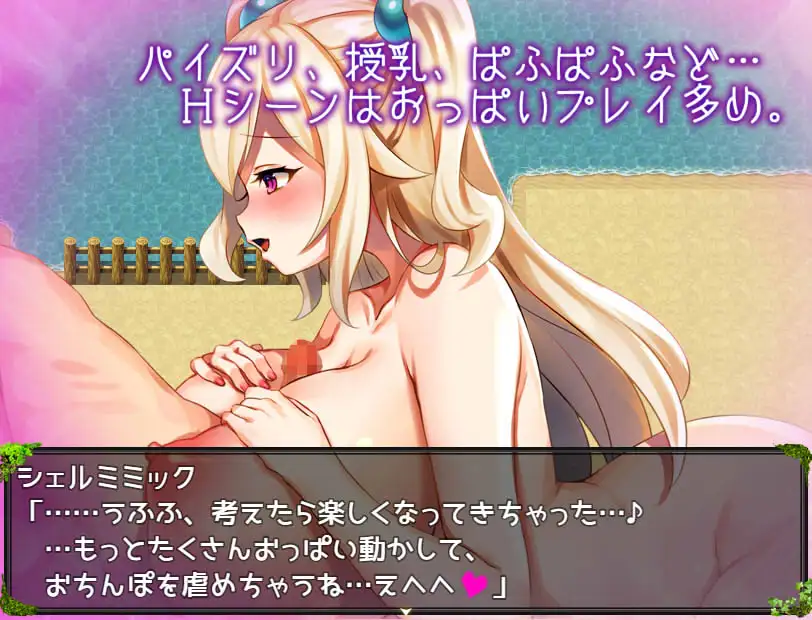 パイズリ、授乳、ぱふぱふなど…
Hシーンはおっぱいプレイ多め。
シェルミミック
「……うふふ、考えたら楽しくなってきちゃった…♪
…もっとたくさんおっぱい動かして、
おちんぽを虐めちゃうね…えへへ♥」